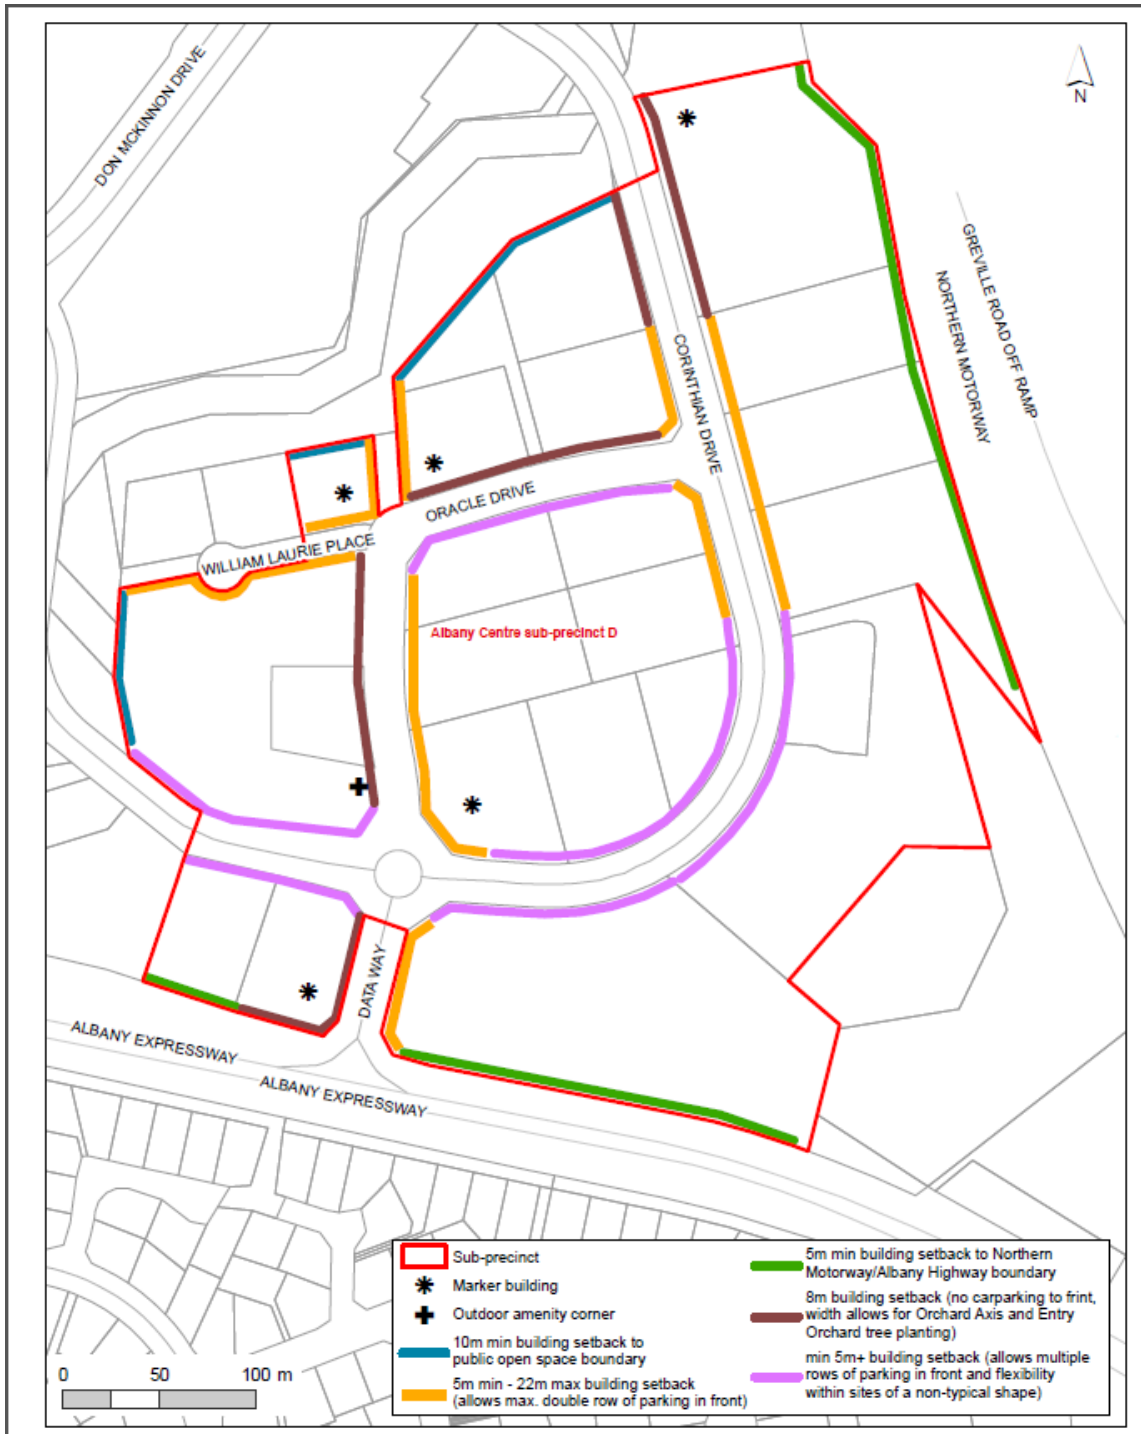 DON MCKINNON DRIVE
N
GREVILLE ROAD OFF RAMP
NORTHERN MOTORWAY
CORINTHIAN DRIVE
ORACLE DRIVE
WILLIAM LAURIE PLACE
Albany Centre sub-precinct D
DATA WAY
ALBANY EXPRESSWAY
ALBANY EXPRESSWAY
Sub-precinct
Marker building
Outdoor amenity corner
10m min building setback to
public open space boundary
5m min - 22m max building setback
(allows max. double row of parking in front)
5m min building setback to Northern
Motorway/Albany Highway boundary
8m building setback (no carparking to frint,
width allows for Orchard Axis and Entry
Orchard tree planting)
min 5m+ building setback (allows multiple
rows of parking in front and flexibility
within sites of a non-typical shape)
0 50 100 m